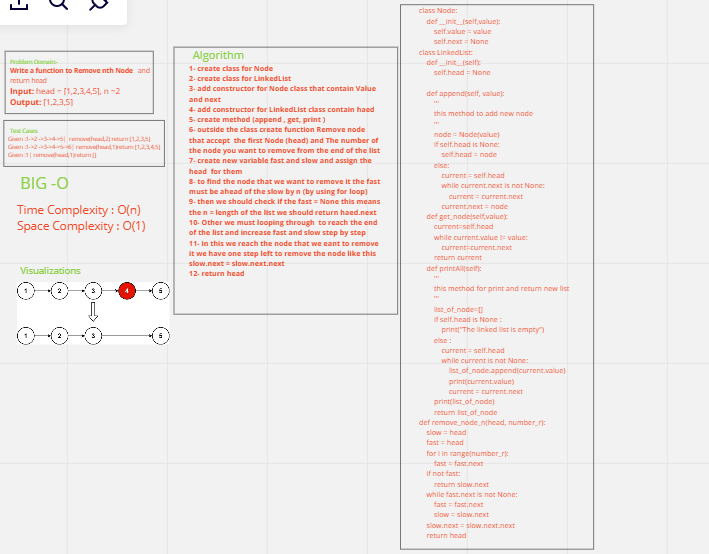 Problem Domain:
Write a function to Remove nth Node and
return head
Input: head = [1,2,3,4,5], n =2
Output: [1,2,3,5]
Test Cases
Given :1->2 ->3->4->5| remove(head,2) return [1,2,3,5]
Given :1->2 ->3->4->5->6| remove(head,1)return [1,2,3,4,5]
Given :1| remove(head,1)return []
BIG -O
Time Complexity : O(n)
Space Complexity : O(1)
Visualizations
1 2 3 4 5
1 2 3 5
Algorithm
1- create class for Node
2- create class for LinkedList
3- add constructor for Node class that contain Value
and next
4- add constructor for LinkedList class contain haed
5- create method (append , get, print )
6- outside the class create function Remove node
that accept the first Node (head) and The number of
the node you want to remove from the end of the list
7- create new variable fast and slow and assign the
head for them
8- to find the node that we want to remove it the fast
must be ahead of the slow by n (by using for loop)
9- then we should check if the fast = None this means
the n = length of the list we should return haed.next
10- Other we must looping through to reach the end
of the list and increase fast and slow step by step
11- in this we reach the node that we eant to remove
it we have one step left to remove the node like this
slow.next = slow.next.next
12- return head
class Node:
def __init__(self,value):
self.value = value
self.next = None
class LinkedList:
def __init__(self):
self.head = None
def append(self, value):
'''
this method to add new node
'''
node = Node(value)
if self.head is None:
self.head = node
else:
current = self.head
while current.next is not None:
current = current.next
current.next = node
def get_node(self,value):
current=self.head
while current.value != value:
current=current.next
return current
def printAll(self):
'''
this method for print and return new list
'''
list_of_node=[]
if self.head is None :
print("The linked list is empty")
else :
current = self.head
while current is not None:
list_of_node.append(current.value)
print(current.value)
current = current.next
print(list_of_node)
return list_of_node
def remove_node_n(head, number_r):
slow = head
fast = head
for i in range(number_r):
fast = fast.next
if not fast:
return slow.next
while fast.next is not None:
fast = fast.next
slow = slow.next
slow.next = slow.next.next
return head